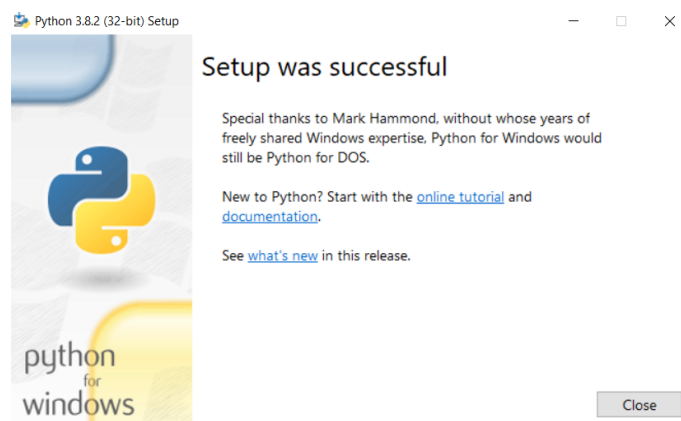 Python 3.8.2 (32-bit) Setup
Setup was successful
Special thanks to Mark Hammond, without whose years of
freely shared Windows expertise, Python for Windows would
still be Python for DOS.
New to Python? Start with the online tutorial and
documentation.
See what's new in this release.
python
for
windows
Close